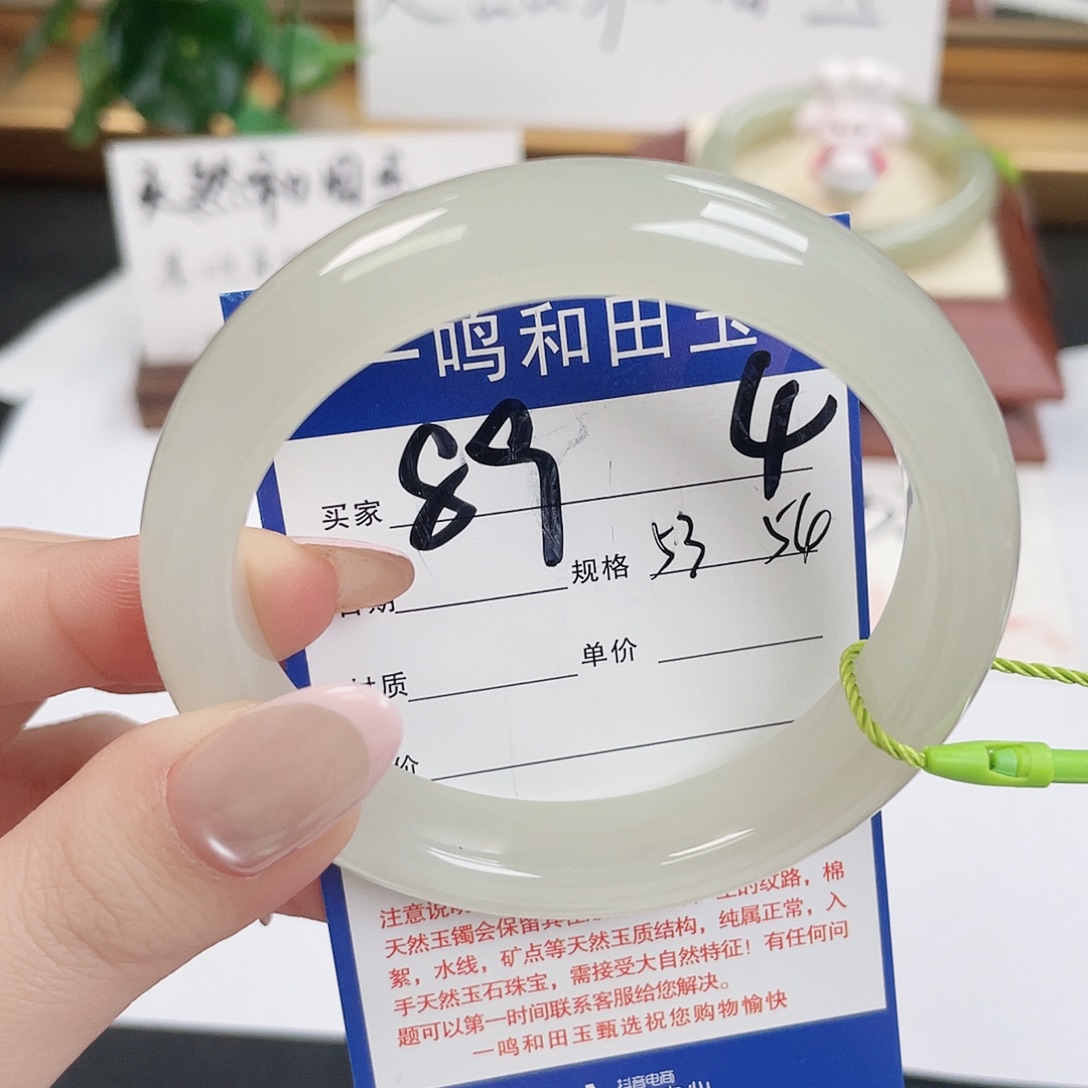 天然和田玉
一鸣和田玉
89 4
买家
规格 53 56
日期
单价
材质
价
注意说明
天然玉镯会保留其 的纹路，棉
絮，水线，矿点等天然玉质结构，纯属正常，入
手天然玉石珠宝，需接受大自然特征！有任何问
题可以第一时间联系客服给您解决。
一鸣和田玉甄选祝您购物愉快
抖音电商